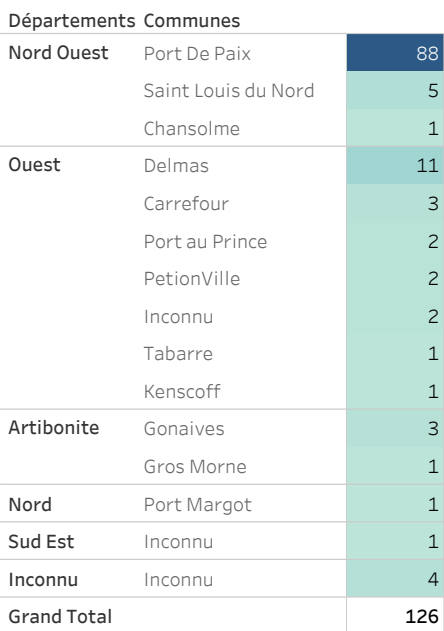 Départements Communes
Nord Ouest Port De Paix 88
Saint Louis du Nord 5
Chansolme 1
Ouest Delmas 11
Carrefour 3
Port au Prince 2
PetionVille 2
Inconnu 2
Tabarre 1
Kenscoff 1
Artibonite Gonaives 3
Gros Morne 1
Nord Port Margot 1
Sud Est Inconnu 1
Inconnu Inconnu 4
Grand Total 126